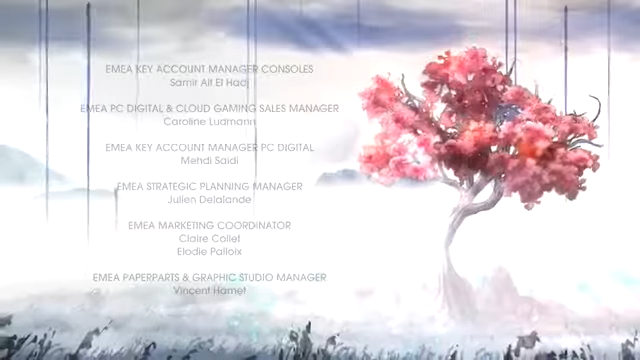 EMEA KEY ACCOUNT MANAGER CONSOLES
Samir Ait El Hadj
EMEA PC DIGITAL & CLOUD GAMING SALES MANAGER
Caroline Ludmann
EMEA KEY ACCOUNT MANAGER PC DIGITAL
Mehdi Saidi
EMEA STRATEGIC PLANNING MANAGER
Julien Delalande
EMEA MARKETING COORDINATOR
Claire Collet
Elodie Palloix
EMEA PAPERPARTS & GRAPHIC STUDIO MANAGER
Vincent Hamet